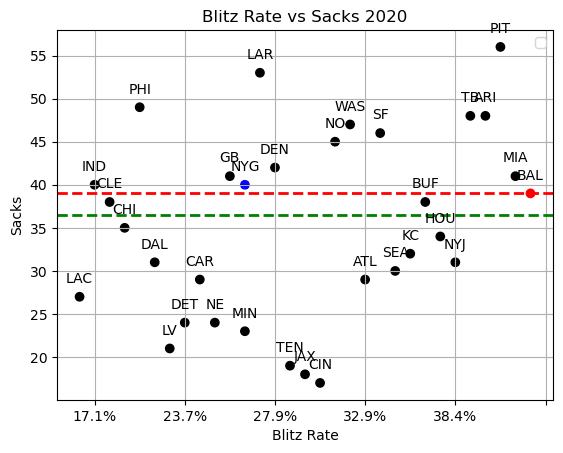 Blitz Rate vs Sacks 2020
PIT
55
LAR
PHI
50
TB ARI
WAS
SF
45
NO
DEN
GB
MIA
IND
NYG
BAL
40
CLE
BUF
CHI
HOU
35
KC
NYJ
DAL
SEA
CAR
ATL
30
LAC
DET
NE
MIN
25
LV
TEN
JAX
CIN
20
Sacks
17.1%
23.7%
27.9%
32.9%
38.4%
Blitz Rate